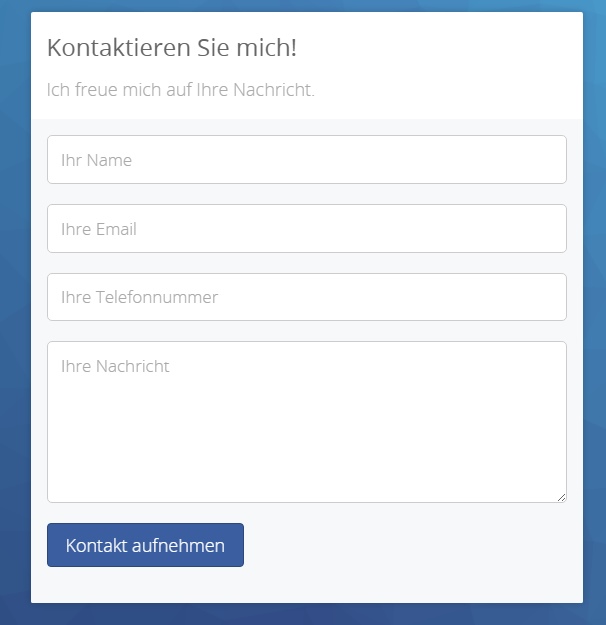 Kontaktieren Sie mich!
Ich freue mich auf Ihre Nachricht.
Ihr Name
Ihre Email
Ihre Telefonnummer
Ihre Nachricht
Kontakt aufnehmen